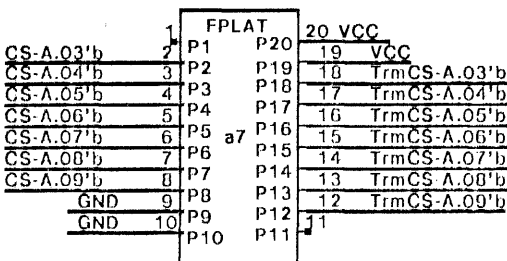 FPLAT
1 P1 P20 20 VCC
CS-A.03'b 2 P2 P19 19 VCC
CS-A.04'b 3 P3 P18 18 TrmCS-A.03'b
CS-A.05'b 4 P4 P17 17 TrmCS-A.04'b
CS-A.06'b 5 P5 P16 16 TrmCS-A.05'b
CS-A.07'b 6 P6 a7 P15 15 TrmCS-A.06'b
CS-A.08'b 7 P7 P14 14 TrmCS-A.07'b
CS-A.09'b 8 P8 P13 13 TrmCS-A.08'b
GND 9 P9 P12 12 TrmCS-A.09'b
GND 10 P10 P11 11